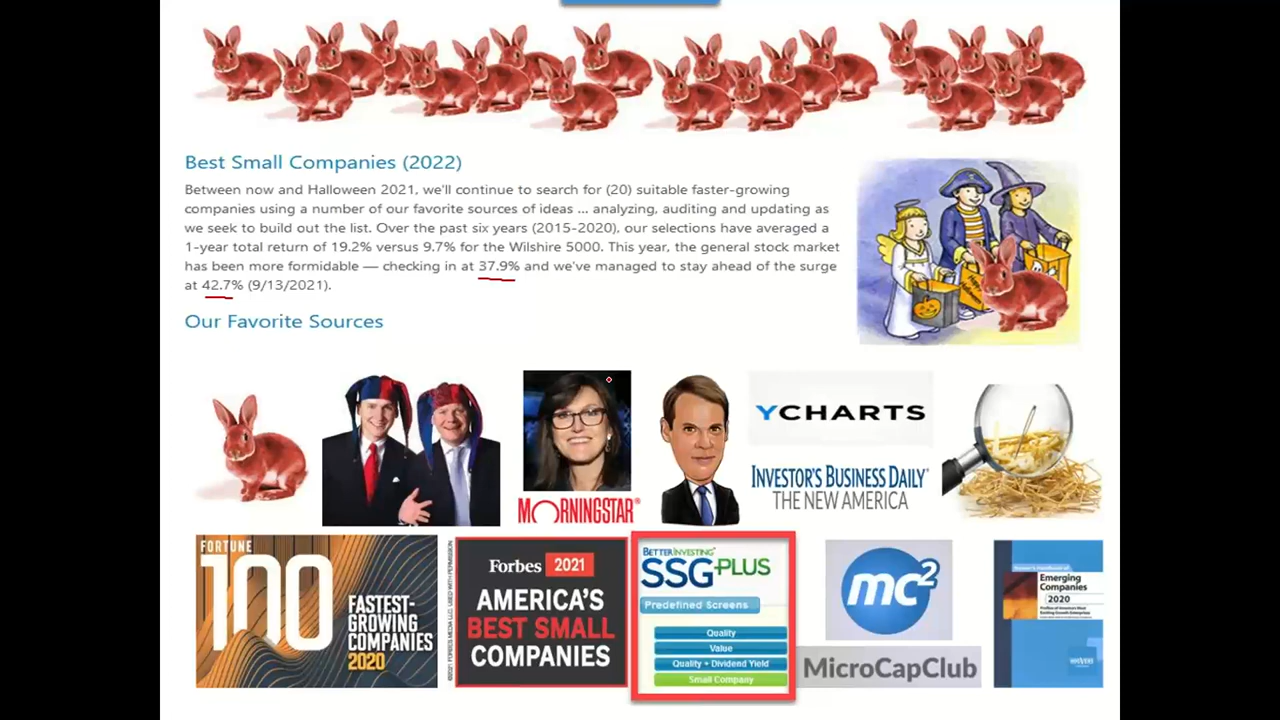 Best Small Companies (2022)
Between now and Halloween 2021, we'll continue to search for (20) suitable faster-growing
companies using a number of our favorite sources of ideas ... analyzing, auditing and updating as
we seek to build out the list. Over the past six years (2015-2020), our selections have averaged a
1-year total return of 19.2% versus 9.7% for the Wilshire 5000. This year, the general stock market
has been more formidable — checking in at 37.9% and we've managed to stay ahead of the surge
at 42.7% (9/13/2021).
Our Favorite Sources
YCHARTS
INVESTOR'S BUSINESS DAILY
THE NEW AMERICA
MORNINGSTAR®
FORTUNE
100
FASTEST-
GROWING
COMPANIES
2020
Forbes 2021
AMERICA'S
BEST SMALL
COMPANIES
BETTERINVESTING
SSG-PLUS
Predefined Screens
Quality
Value
Quality + Dividend Yield
Small Company
mc²
MicroCapClub
Emerging
Companies
2020